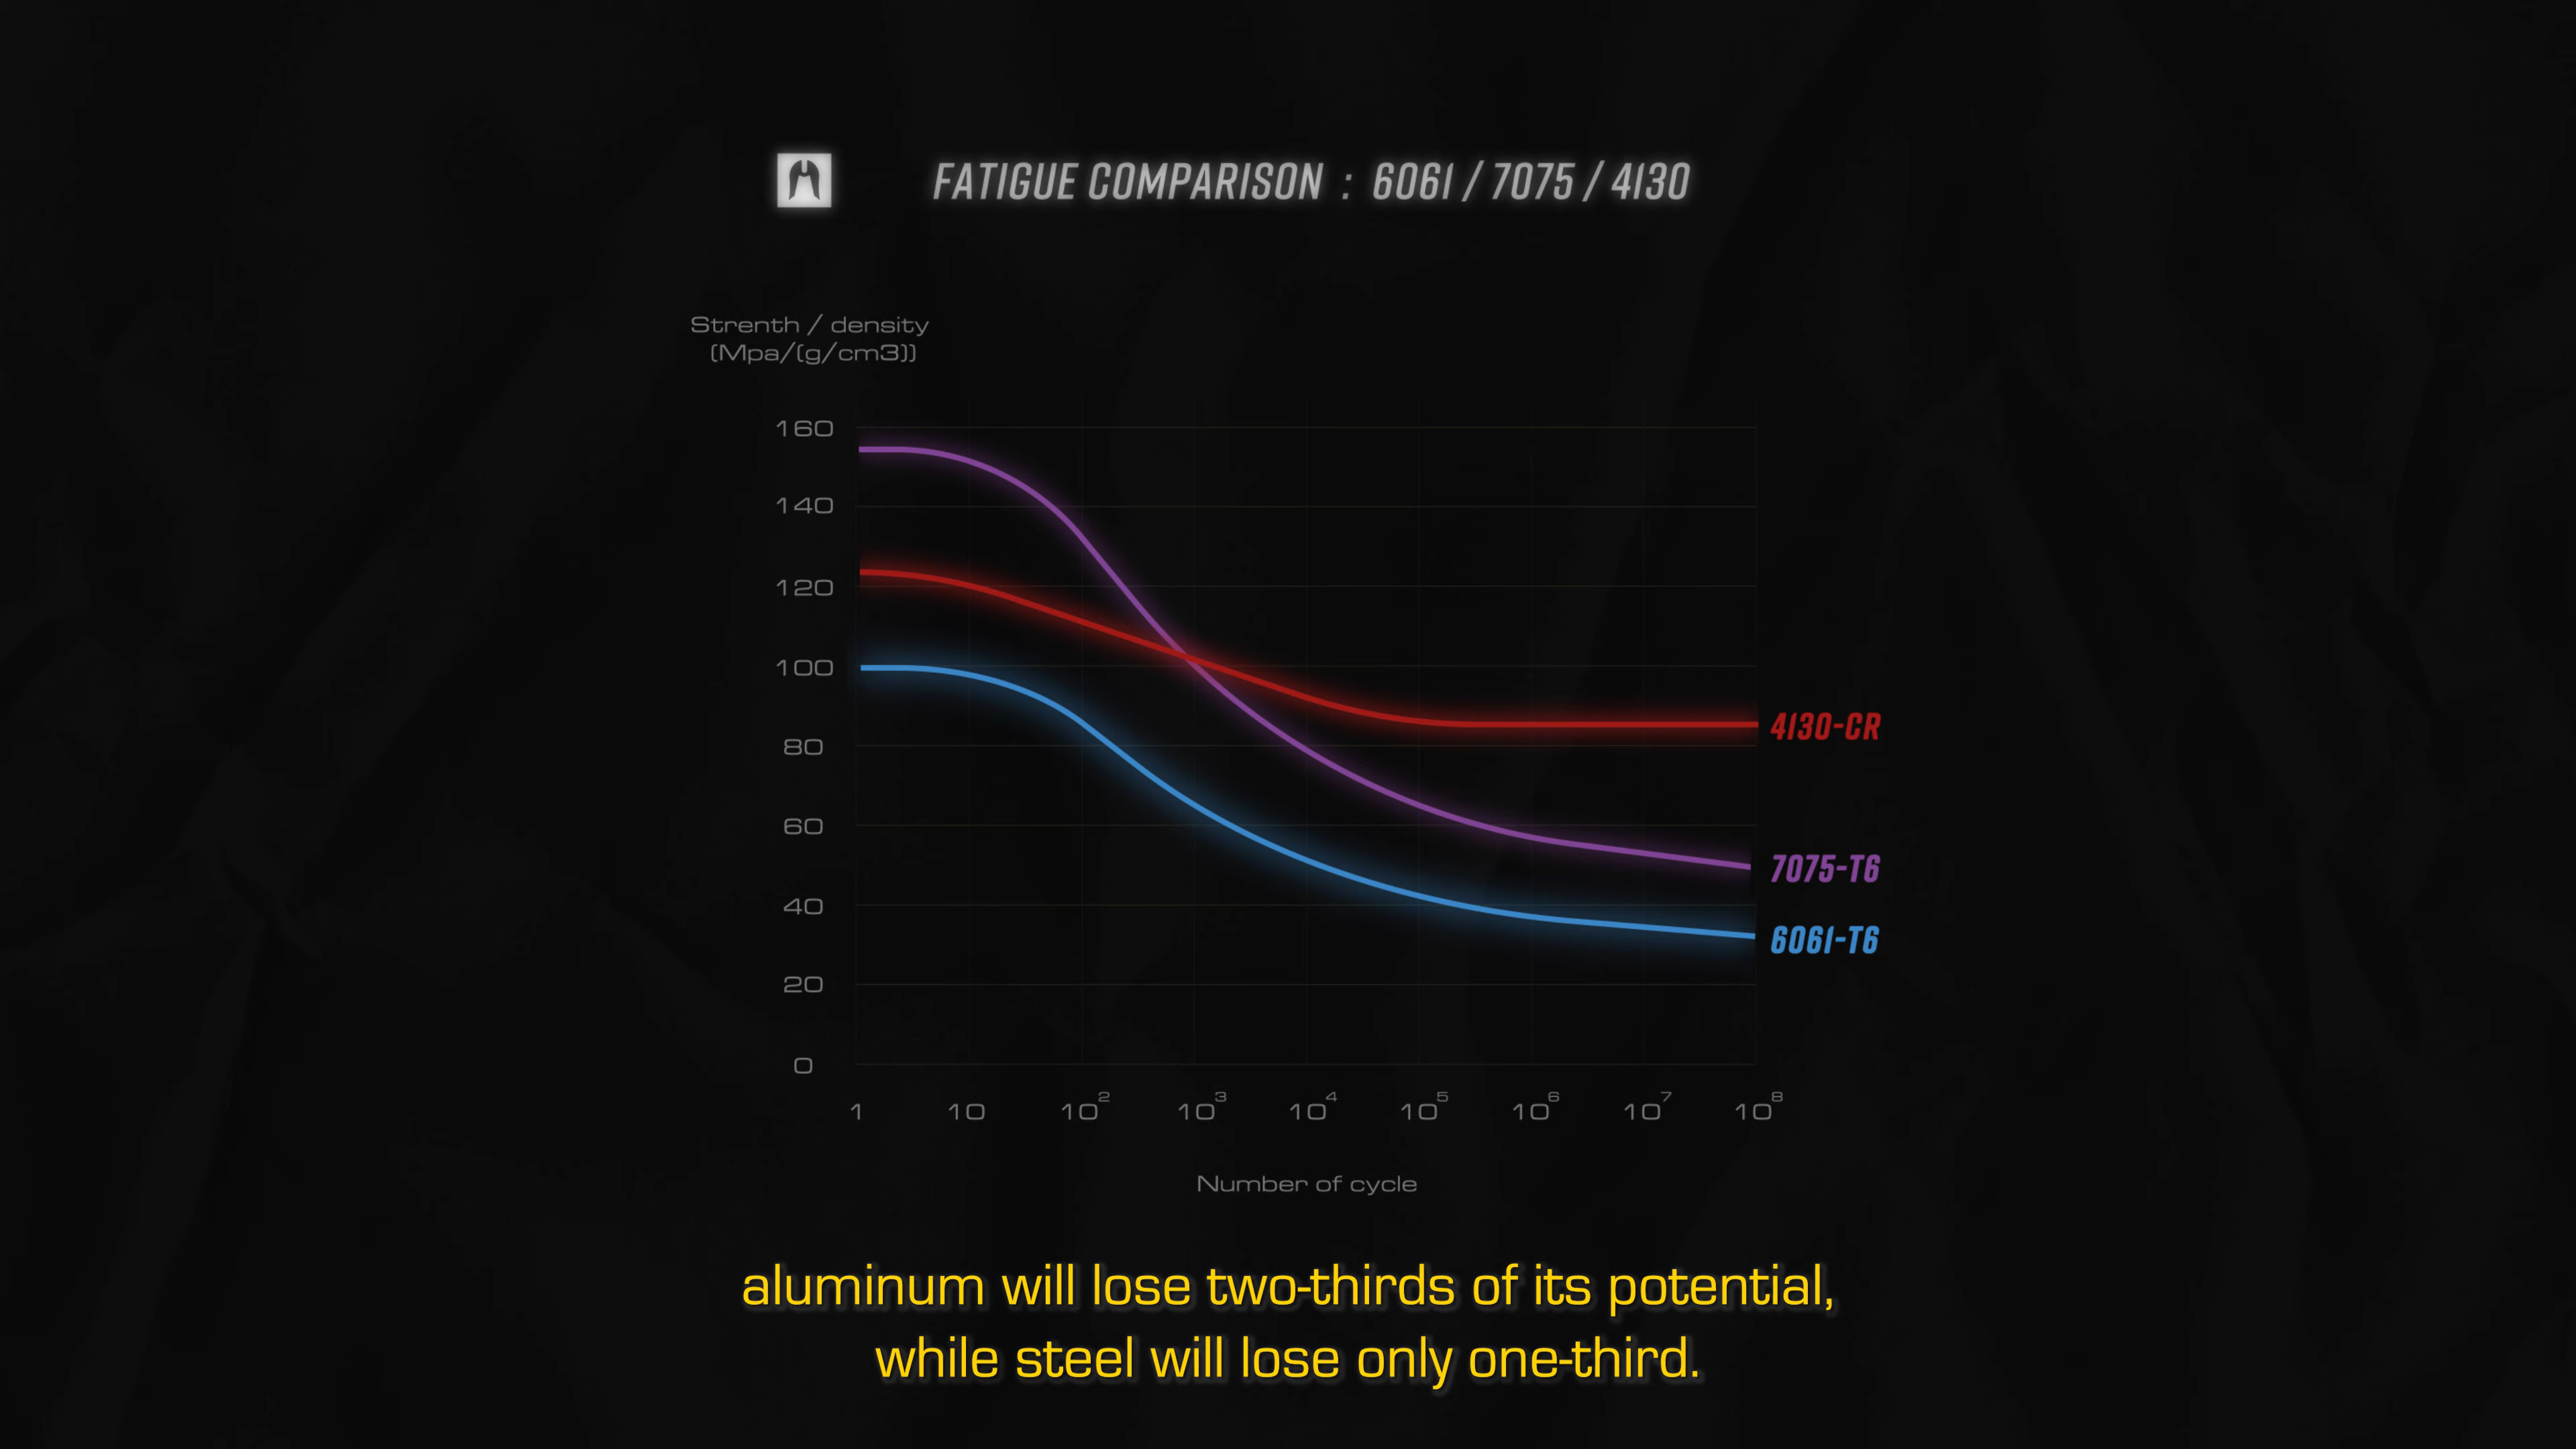 FATIGUE COMPARISON : 6061 / 7075 / 4130
Strenth / density
(Mpa/(g/cm3))
160
140
120
100
80
60
40
20
0
4130-CR
7075-T6
6061-T6
1 10 10² 10³ 10⁴ 10⁵ 10⁶ 10⁷ 10⁸
Number of cycle
aluminum will lose two-thirds of its potential,
while steel will lose only one-third.